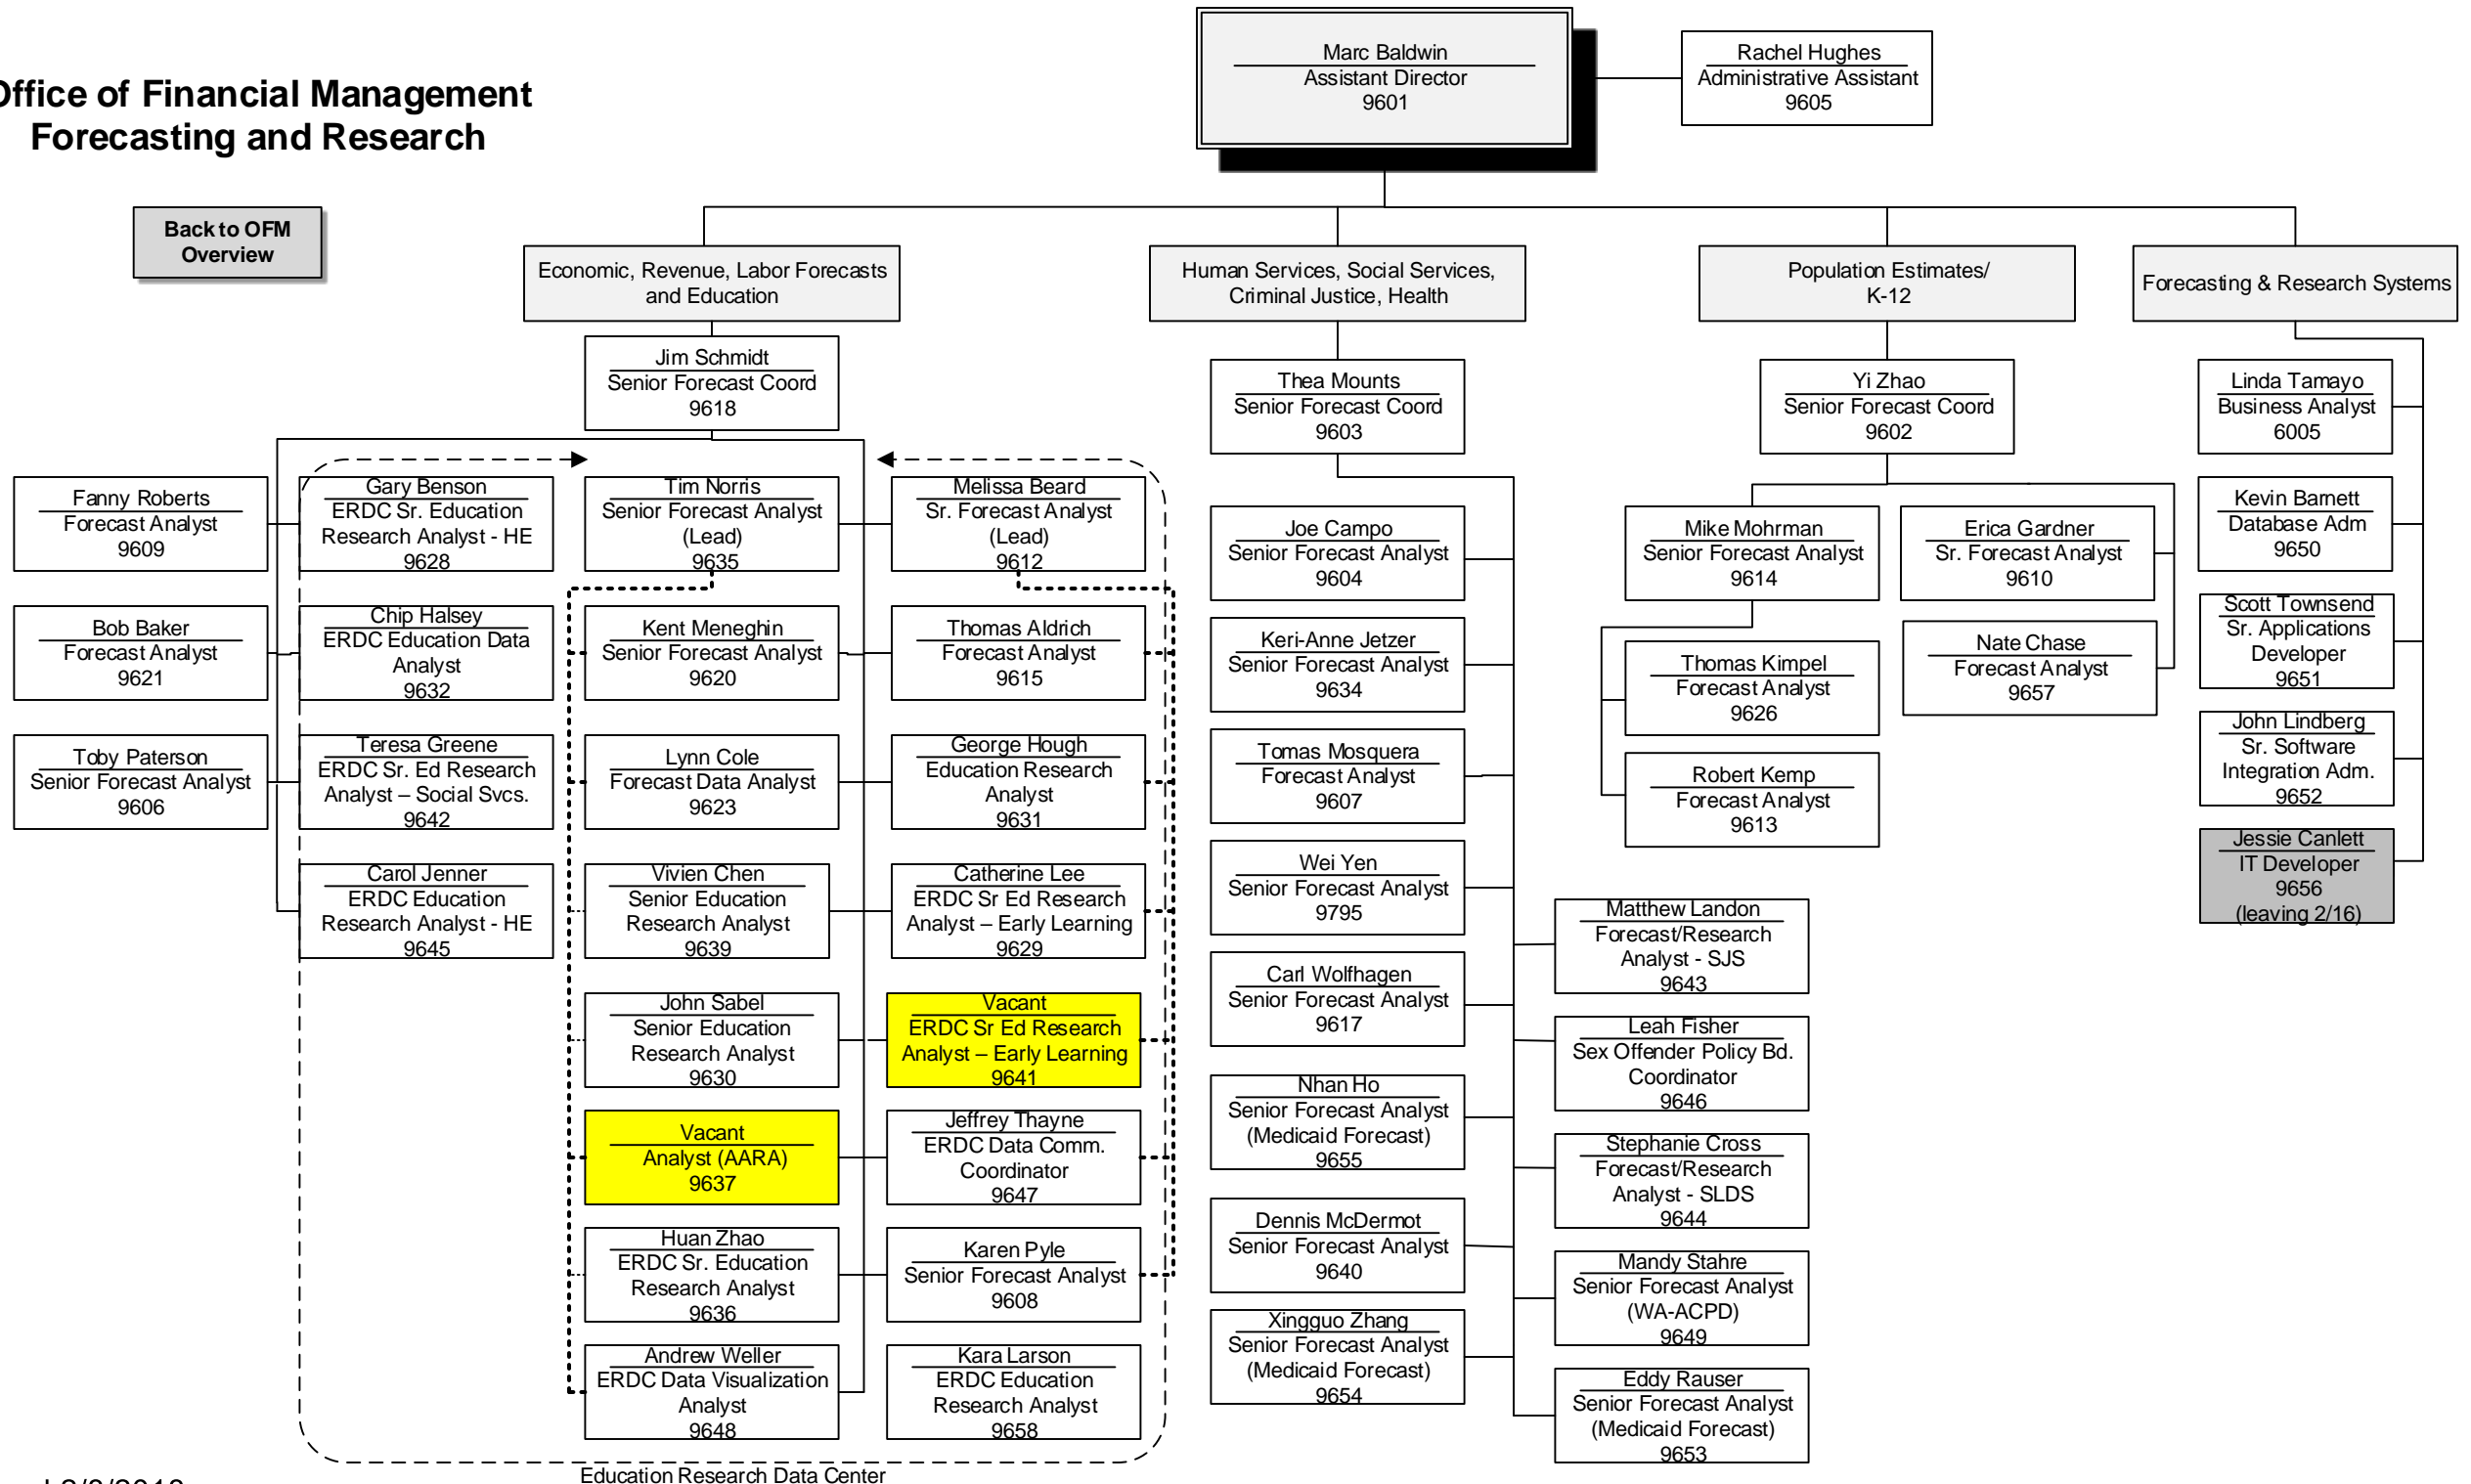 Office of Financial Management
Forecasting and Research
Back to OFM
Overview
Marc Baldwin
Assistant Director
9601
Rachel Hughes
Administrative Assistant
9605
Economic, Revenue, Labor Forecasts
and Education
Human Services, Social Services,
Criminal Justice, Health
Population Estimates/
K-12
Forecasting & Research Systems
Jim Schmidt
Senior Forecast Coord
9618
Fanny Roberts
Forecast Analyst
9609
Bob Baker
Forecast Analyst
9621
Toby Paterson
Senior Forecast Analyst
9606
Gary Benson
ERDC Sr. Education
Research Analyst - HE
9628
Chip Halsey
ERDC Education Data
Analyst
9632
Teresa Greene
ERDC Sr. Ed Research
Analyst – Social Svcs.
9642
Carol Jenner
ERDC Education
Research Analyst - HE
9645
Tim Norris
Senior Forecast Analyst
(Lead)
9635
Kent Meneghin
Senior Forecast Analyst
9620
Lynn Cole
Forecast Data Analyst
9623
Vivien Chen
Senior Education
Research Analyst
9639
John Sabel
Senior Education
Research Analyst
9630
Vacant
Analyst (AARA)
9637
Huan Zhao
ERDC Sr. Education
Research Analyst
9636
Andrew Weller
ERDC Data Visualization
Analyst
9648
Melissa Beard
Sr. Forecast Analyst
(Lead)
9612
Thomas Aldrich
Forecast Analyst
9615
George Hough
Education Research
Analyst
9631
Catherine Lee
ERDC Sr Ed Research
Analyst – Early Learning
9629
Vacant
ERDC Sr Ed Research
Analyst – Early Learning
9641
Jeffrey Thayne
ERDC Data Comm.
Coordinator
9647
Karen Pyle
Senior Forecast Analyst
9608
Kara Larson
ERDC Education
Research Analyst
9658
Education Research Data Center
Thea Mounts
Senior Forecast Coord
9603
Joe Campo
Senior Forecast Analyst
9604
Keri-Anne Jetzer
Senior Forecast Analyst
9634
Tomas Mosquera
Forecast Analyst
9607
Wei Yen
Senior Forecast Analyst
9795
Carl Wolfhagen
Senior Forecast Analyst
9617
Nhan Ho
Senior Forecast Analyst
(Medicaid Forecast)
9655
Dennis McDermot
Senior Forecast Analyst
9640
Xingguo Zhang
Senior Forecast Analyst
(Medicaid Forecast)
9654
Matthew Landon
Forecast/Research
Analyst - SJS
9643
Leah Fisher
Sex Offender Policy Bd.
Coordinator
9646
Stephanie Cross
Forecast/Research
Analyst - SLDS
9644
Mandy Stahre
Senior Forecast Analyst
(WA-ACPD)
9649
Eddy Rauser
Senior Forecast Analyst
(Medicaid Forecast)
9653
Yi Zhao
Senior Forecast Coord
9602
Mike Mohrman
Senior Forecast Analyst
9614
Thomas Kimpel
Forecast Analyst
9626
Robert Kemp
Forecast Analyst
9613
Erica Gardner
Sr. Forecast Analyst
9610
Nate Chase
Forecast Analyst
9657
Linda Tamayo
Business Analyst
6005
Kevin Barnett
Database Adm
9650
Scott Townsend
Sr. Applications
Developer
9651
John Lindberg
Sr. Software
Integration Adm.
9652
Jessie Canlett
IT Developer
9656
(leaving 2/16)